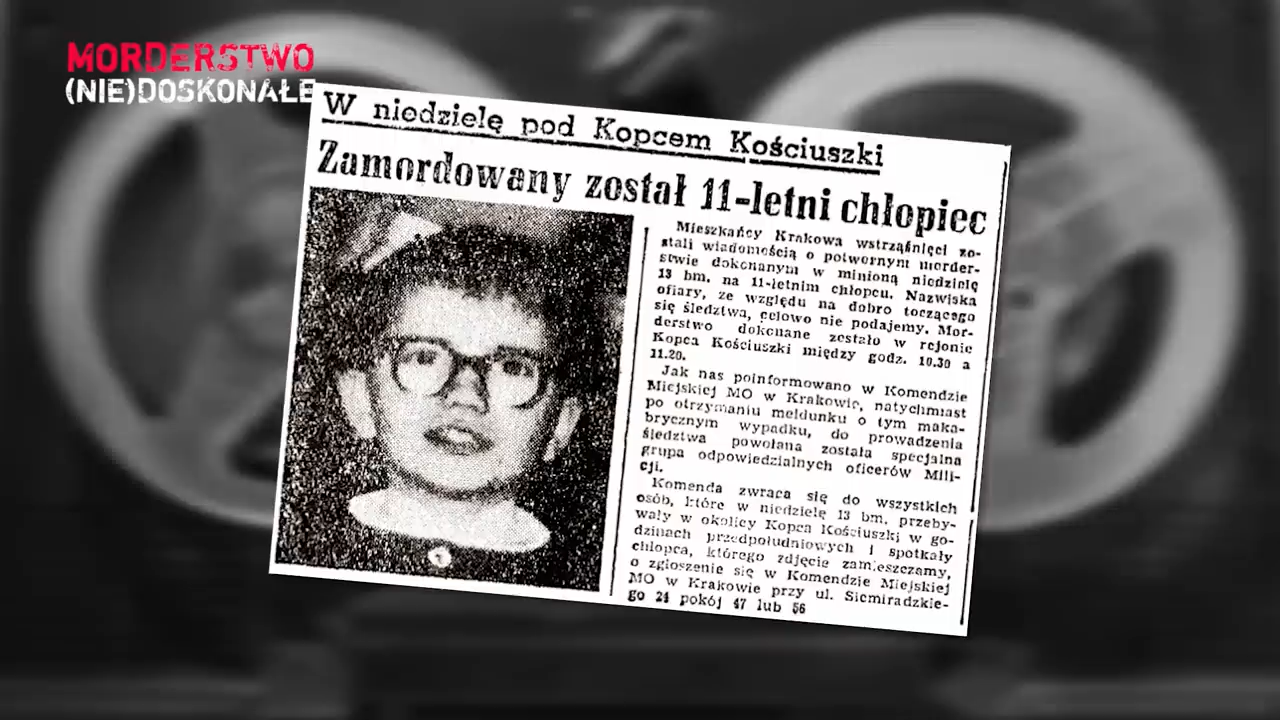 MORDERSTWO
(NIE)DOSKONAŁE
W niedzielę pod Kopcem Kościuszki
Zamordowany został 11-letni chłopiec
Mieszkańcy Krakowa wstrząśnięci zo-
stali wiadomością o potwornym morder-
stwie dokonanym w minioną niedzielę
13 bm. na 11-letnim chłopcu. Nazwiska
ofiary, ze względu na dobro toczącego
się śledztwa, celowo nie podajemy. Mor-
derstwo dokonane zostało w rejonie
Kopca Kościuszki między godz. 10.30 a
11.20.
Jak nas poinformowano w Komendzie
Miejskiej MO w Krakowie, natychmiast
po otrzymaniu meldunku o tym maka-
brycznym wypadku, do prowadzenia
śledztwa powołana została specjalna
grupa odpowiedzialnych oficerów Mili-
cji.
Komenda zwraca się do wszystkich
osób, które w niedzielę 13 bm. przeby-
wały w okolicy Kopca Kościuszki w go-
dzinach przedpołudniowych i spotkały
chłopca, którego zdjęcie zamieszczamy,
o zgłoszenie się w Komendzie Miejskiej
MO w Krakowie przy ul. Siemiradzkie-
go 24 pokój 47 lub 56